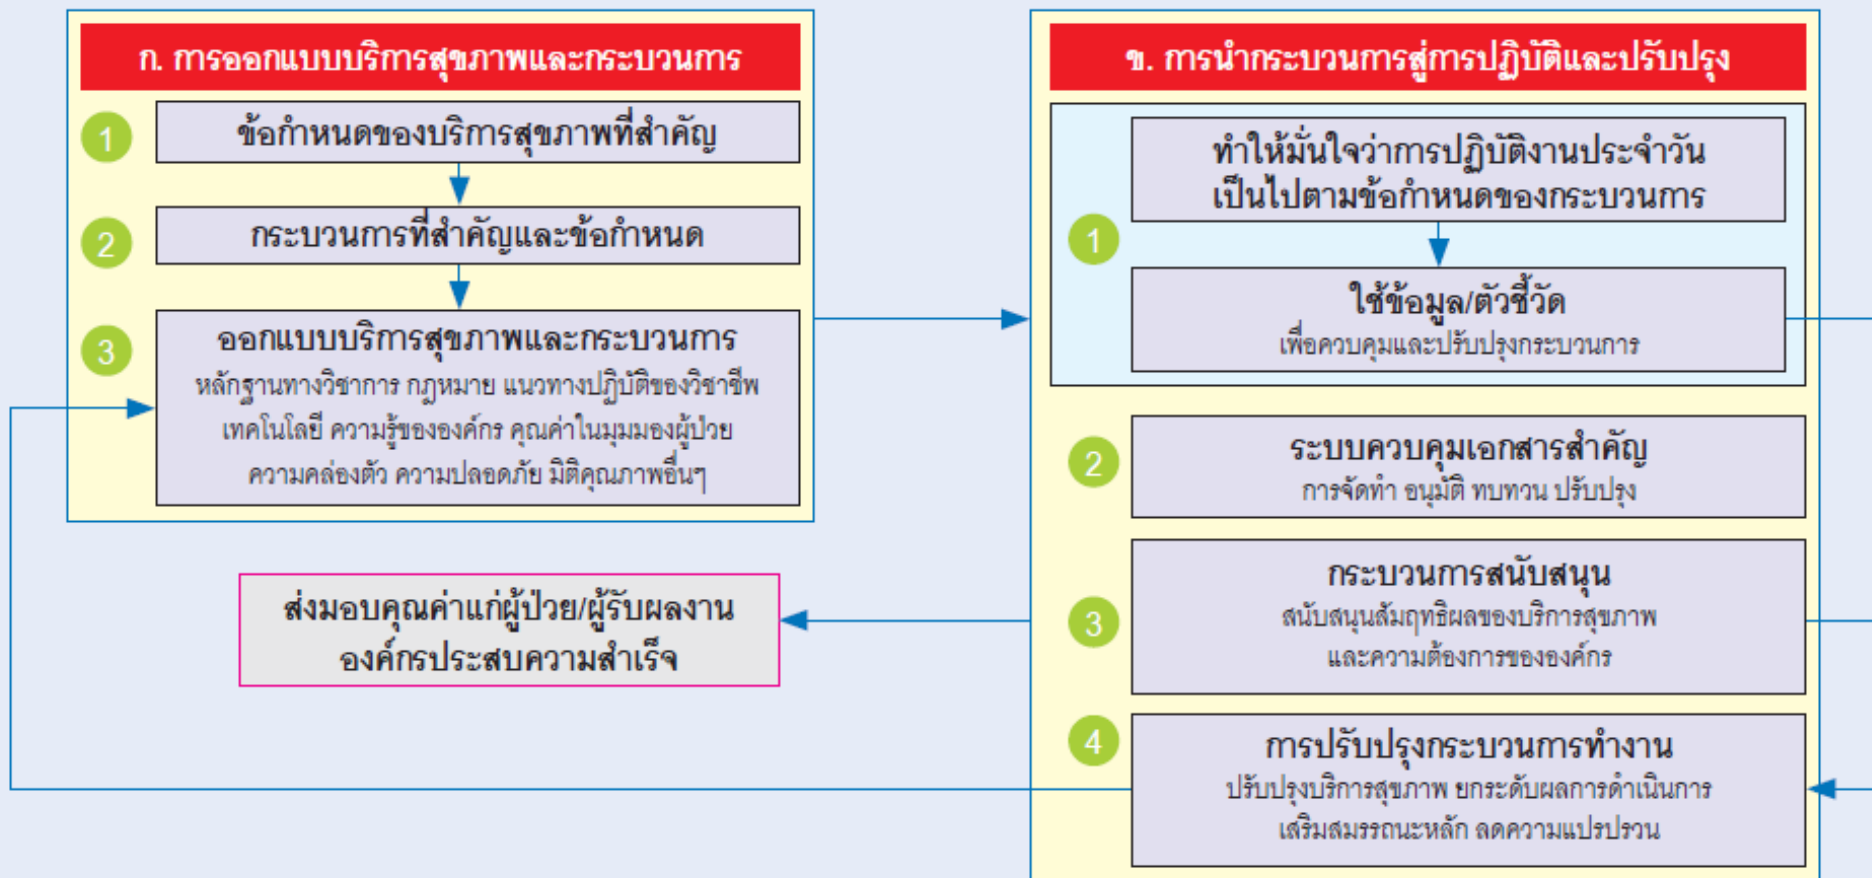 ก. การออกแบบบริการสุขภาพและกระบวนการ
1
ข้อกำหนดของบริการสุขภาพที่สำคัญ
2
กระบวนการที่สำคัญและข้อกำหนด
3
ออกแบบบริการสุขภาพและกระบวนการ
หลักฐานทางวิชาการ กฎหมาย แนวทางปฏิบัติของวิชาชีพ
เทคโนโลยี ความรู้ขององค์กร คุณค่าในมุมมองผู้ป่วย
ความคล่องตัว ความปลอดภัย มิติคุณภาพอื่นๆ
ส่งมอบคุณค่าแก่ผู้ป่วย/ผู้รับผลงาน
องค์กรประสบความสำเร็จ
ข. การนำกระบวนการสู่การปฏิบัติและปรับปรุง
1
ทำให้มั่นใจว่าการปฏิบัติงานประจำวัน
เป็นไปตามข้อกำหนดของกระบวนการ
ใช้ข้อมูล/ตัวชี้วัด
เพื่อควบคุมและปรับปรุงกระบวนการ
2
ระบบควบคุมเอกสารสำคัญ
การจัดทำ อนุมัติ ทบทวน ปรับปรุง
3
กระบวนการสนับสนุน
สนับสนุนสัมฤทธิผลของบริการสุขภาพ
และความต้องการขององค์กร
4
การปรับปรุงกระบวนการทำงาน
ปรับปรุงบริการสุขภาพ ยกระดับผลการดำเนินการ
เสริมสมรรถนะหลัก ลดความแปรปรวน